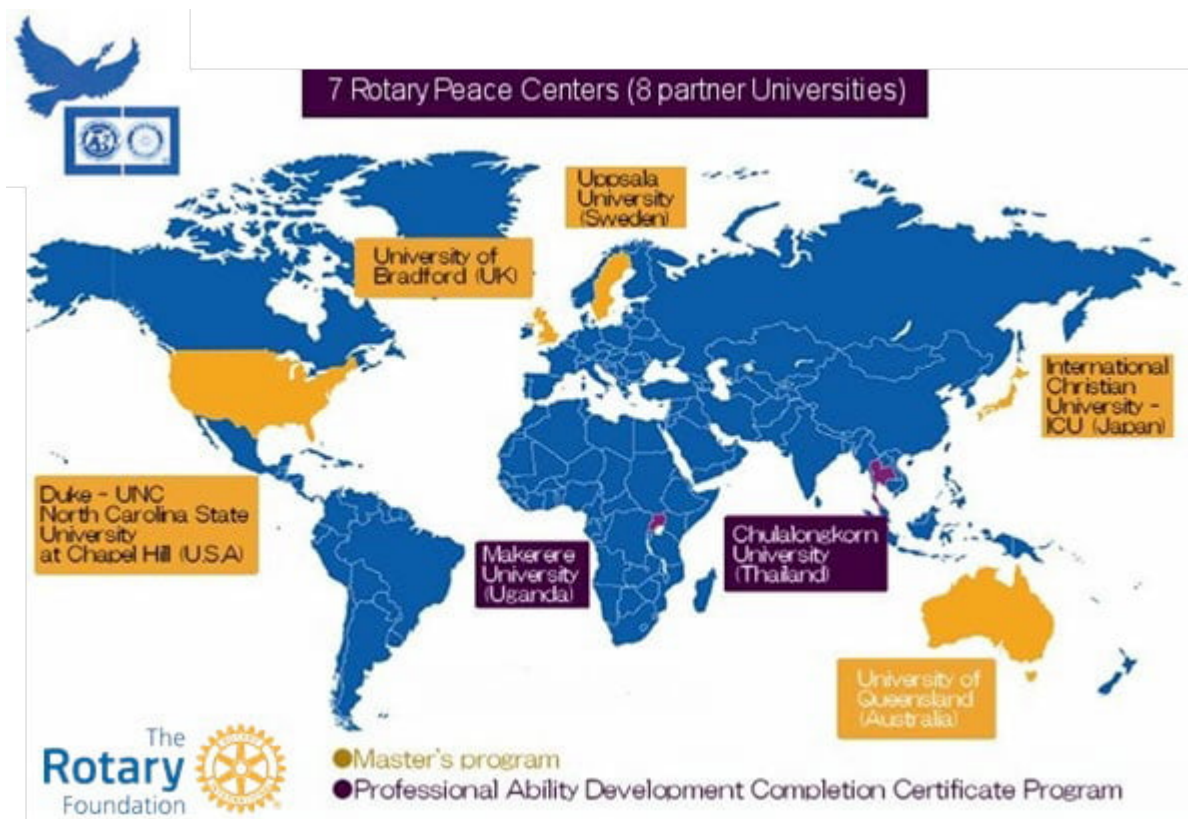 7 Rotary Peace Centers (8 partner Universities)
Uppsala
University
(Sweden)
University of
Bradford (UK)
International
Christian
University -
ICU (Japan)
Duke - UNC
North Carolina State
University
at Chapel Hill (U.S.A)
Makerere
University
(Uganda)
Chulalongkorn
University
(Thailand)
University of
Queensland
(Australia)
The
Rotary
Foundation
Master's program
Professional Ability Development Completion Certificate Program